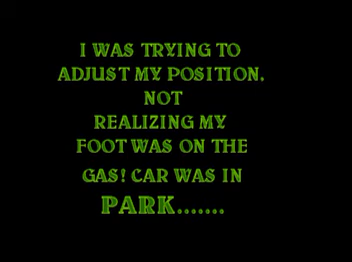 I WAS TRYING TO
ADJUST MY POSITION,
NOT
REALIZING MY
FOOT WAS ON THE
GAS! CAR WAS IN
PARK.......